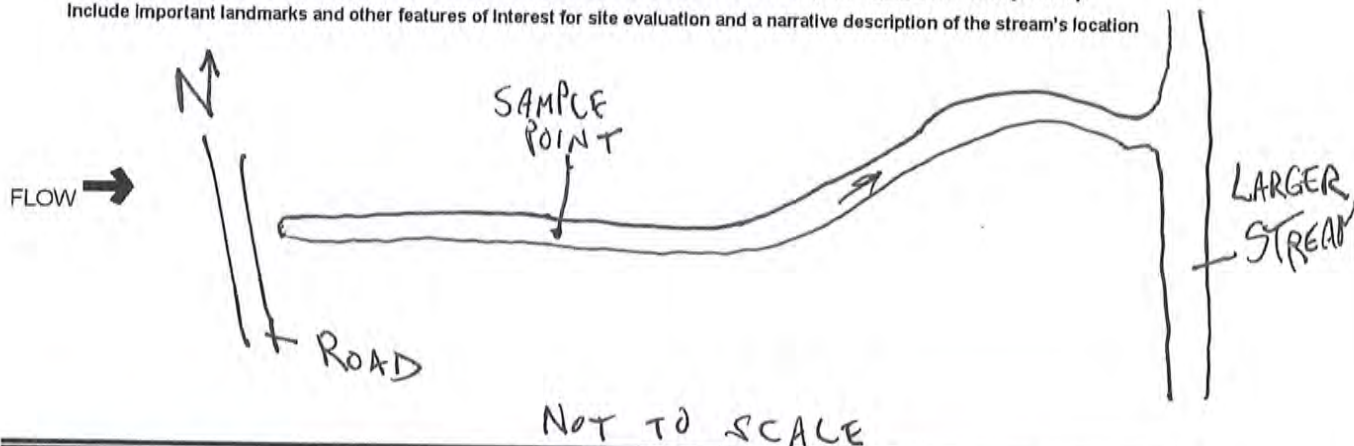 Include important landmarks and other features of interest for site evaluation and a narrative description of the stream's location
N
SAMPLE
POINT
FLOW
LARGER
STREAM
ROAD
NOT TO SCALE